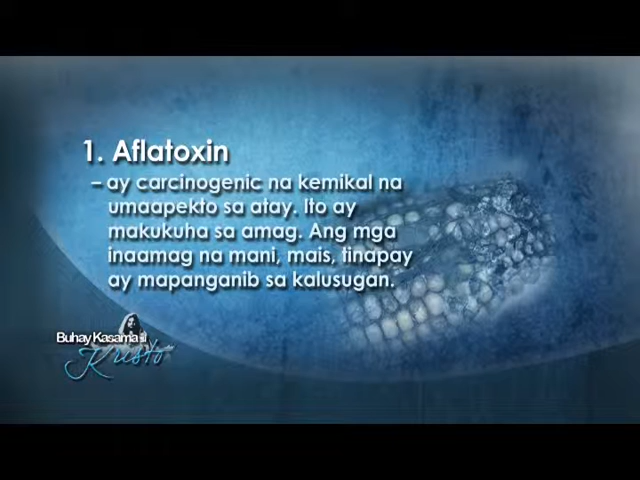 1. Aflatoxin
– ay carcinogenic na kemikal na
umaapekto sa atay. Ito ay
makukuha sa amag. Ang mga
inaamag na mani, mais, tinapay
ay mapanganib sa kalusugan.
Buhay Kasama si
Kristo